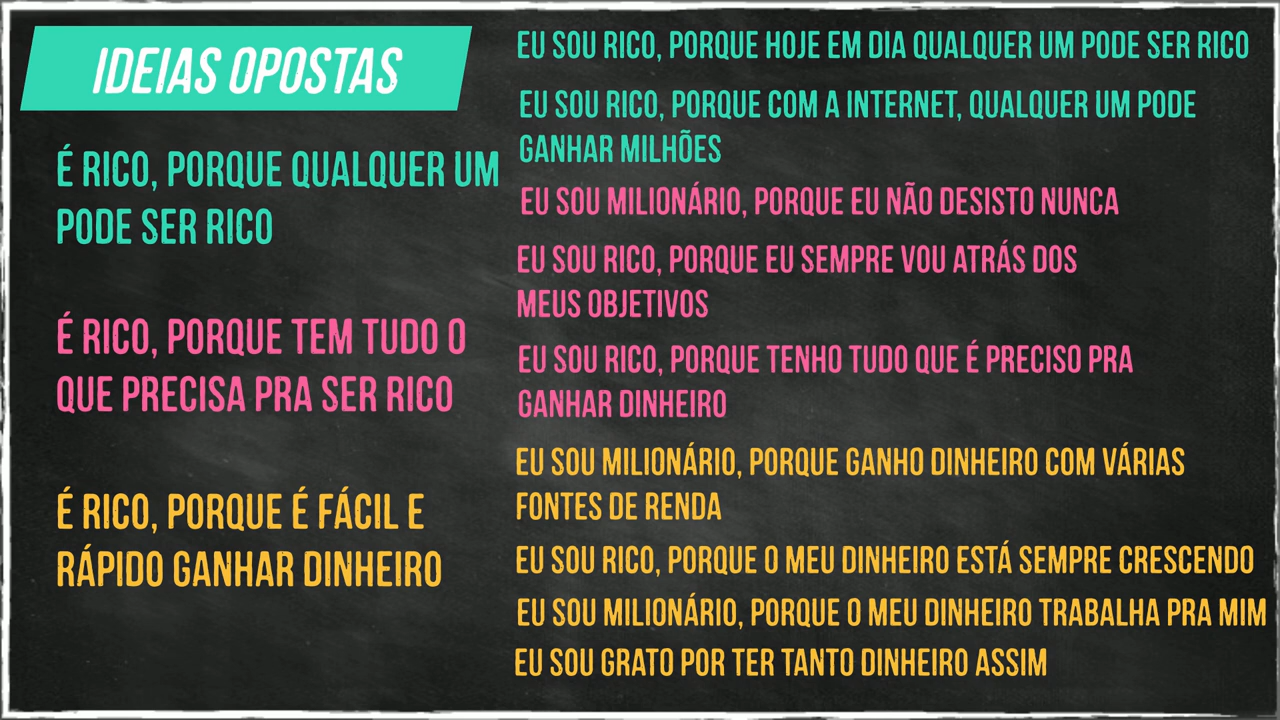 IDEIAS OPOSTAS
É RICO, PORQUE QUALQUER UM
PODE SER RICO
É RICO, PORQUE TEM TUDO O
QUE PRECISA PRA SER RICO
É RICO, PORQUE É FÁCIL E
RÁPIDO GANHAR DINHEIRO
EU SOU RICO, PORQUE HOJE EM DIA QUALQUER UM PODE SER RICO
EU SOU RICO, PORQUE COM A INTERNET, QUALQUER UM PODE
GANHAR MILHÕES
EU SOU MILIONÁRIO, PORQUE EU NÃO DESISTO NUNCA
EU SOU RICO, PORQUE EU SEMPRE VOU ATRÁS DOS
MEUS OBJETIVOS
EU SOU RICO, PORQUE TENHO TUDO QUE É PRECISO PRA
GANHAR DINHEIRO
EU SOU MILIONÁRIO, PORQUE GANHO DINHEIRO COM VÁRIAS
FONTES DE RENDA
EU SOU RICO, PORQUE O MEU DINHEIRO ESTÁ SEMPRE CRESCENDO
EU SOU MILIONÁRIO, PORQUE O MEU DINHEIRO TRABALHA PRA MIM
EU SOU GRATO POR TER TANTO DINHEIRO ASSIM